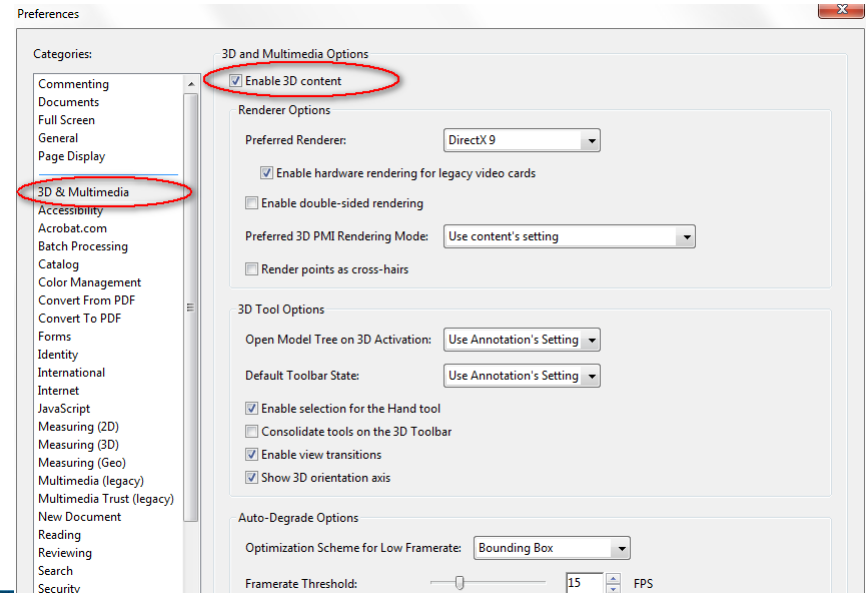 Preferences
x
Categories:
Commenting
Documents
Full Screen
General
Page Display
3D & Multimedia
Accessibility
Acrobat.com
Batch Processing
Catalog
Color Management
Convert From PDF
Convert To PDF
Forms
Identity
International
Internet
JavaScript
Measuring (2D)
Measuring (3D)
Measuring (Geo)
Multimedia (legacy)
Multimedia Trust (legacy)
New Document
Reading
Reviewing
Search
Security
3D and Multimedia Options
Enable 3D content
Renderer Options
Preferred Renderer: DirectX 9
Enable hardware rendering for legacy video cards
Enable double-sided rendering
Preferred 3D PMI Rendering Mode: Use content's setting
Render points as cross-hairs
3D Tool Options
Open Model Tree on 3D Activation: Use Annotation's Setting
Default Toolbar State: Use Annotation's Setting
Enable selection for the Hand tool
Consolidate tools on the 3D Toolbar
Enable view transitions
Show 3D orientation axis
Auto-Degrade Options
Optimization Scheme for Low Framerate: Bounding Box
Framerate Threshold: 15 FPS